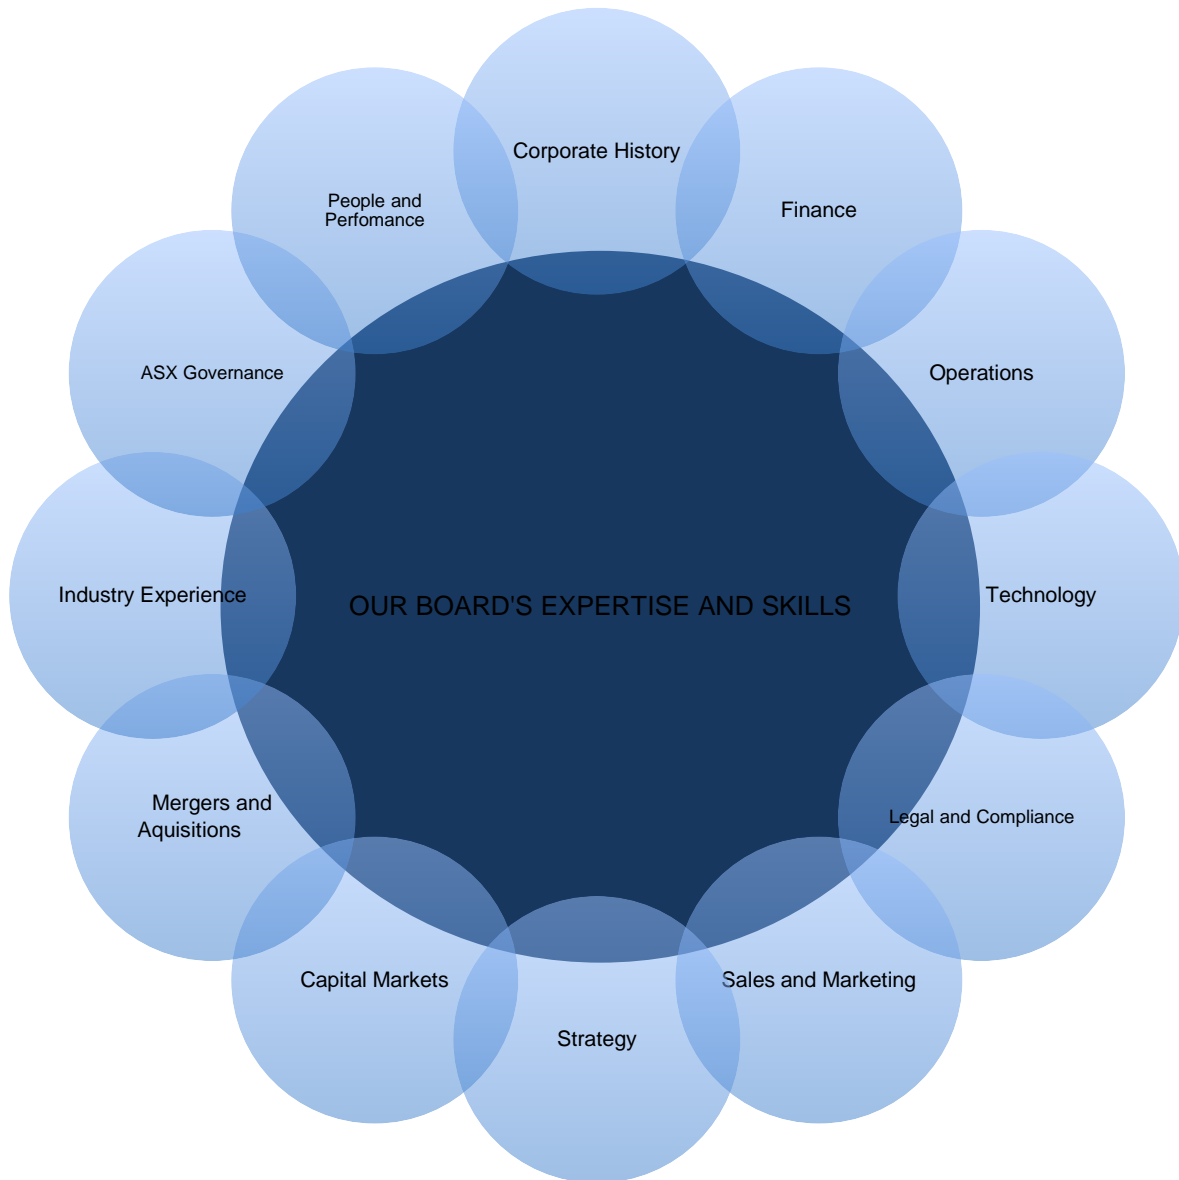 Corporate History
Finance
Operations
Technology
Legal and Compliance
Sales and Marketing
Strategy
Capital Markets
Mergers and
Aquisitions
Industry Experience
ASX Governance
People and
Perfomance
OUR BOARD'S EXPERTISE AND SKILLS